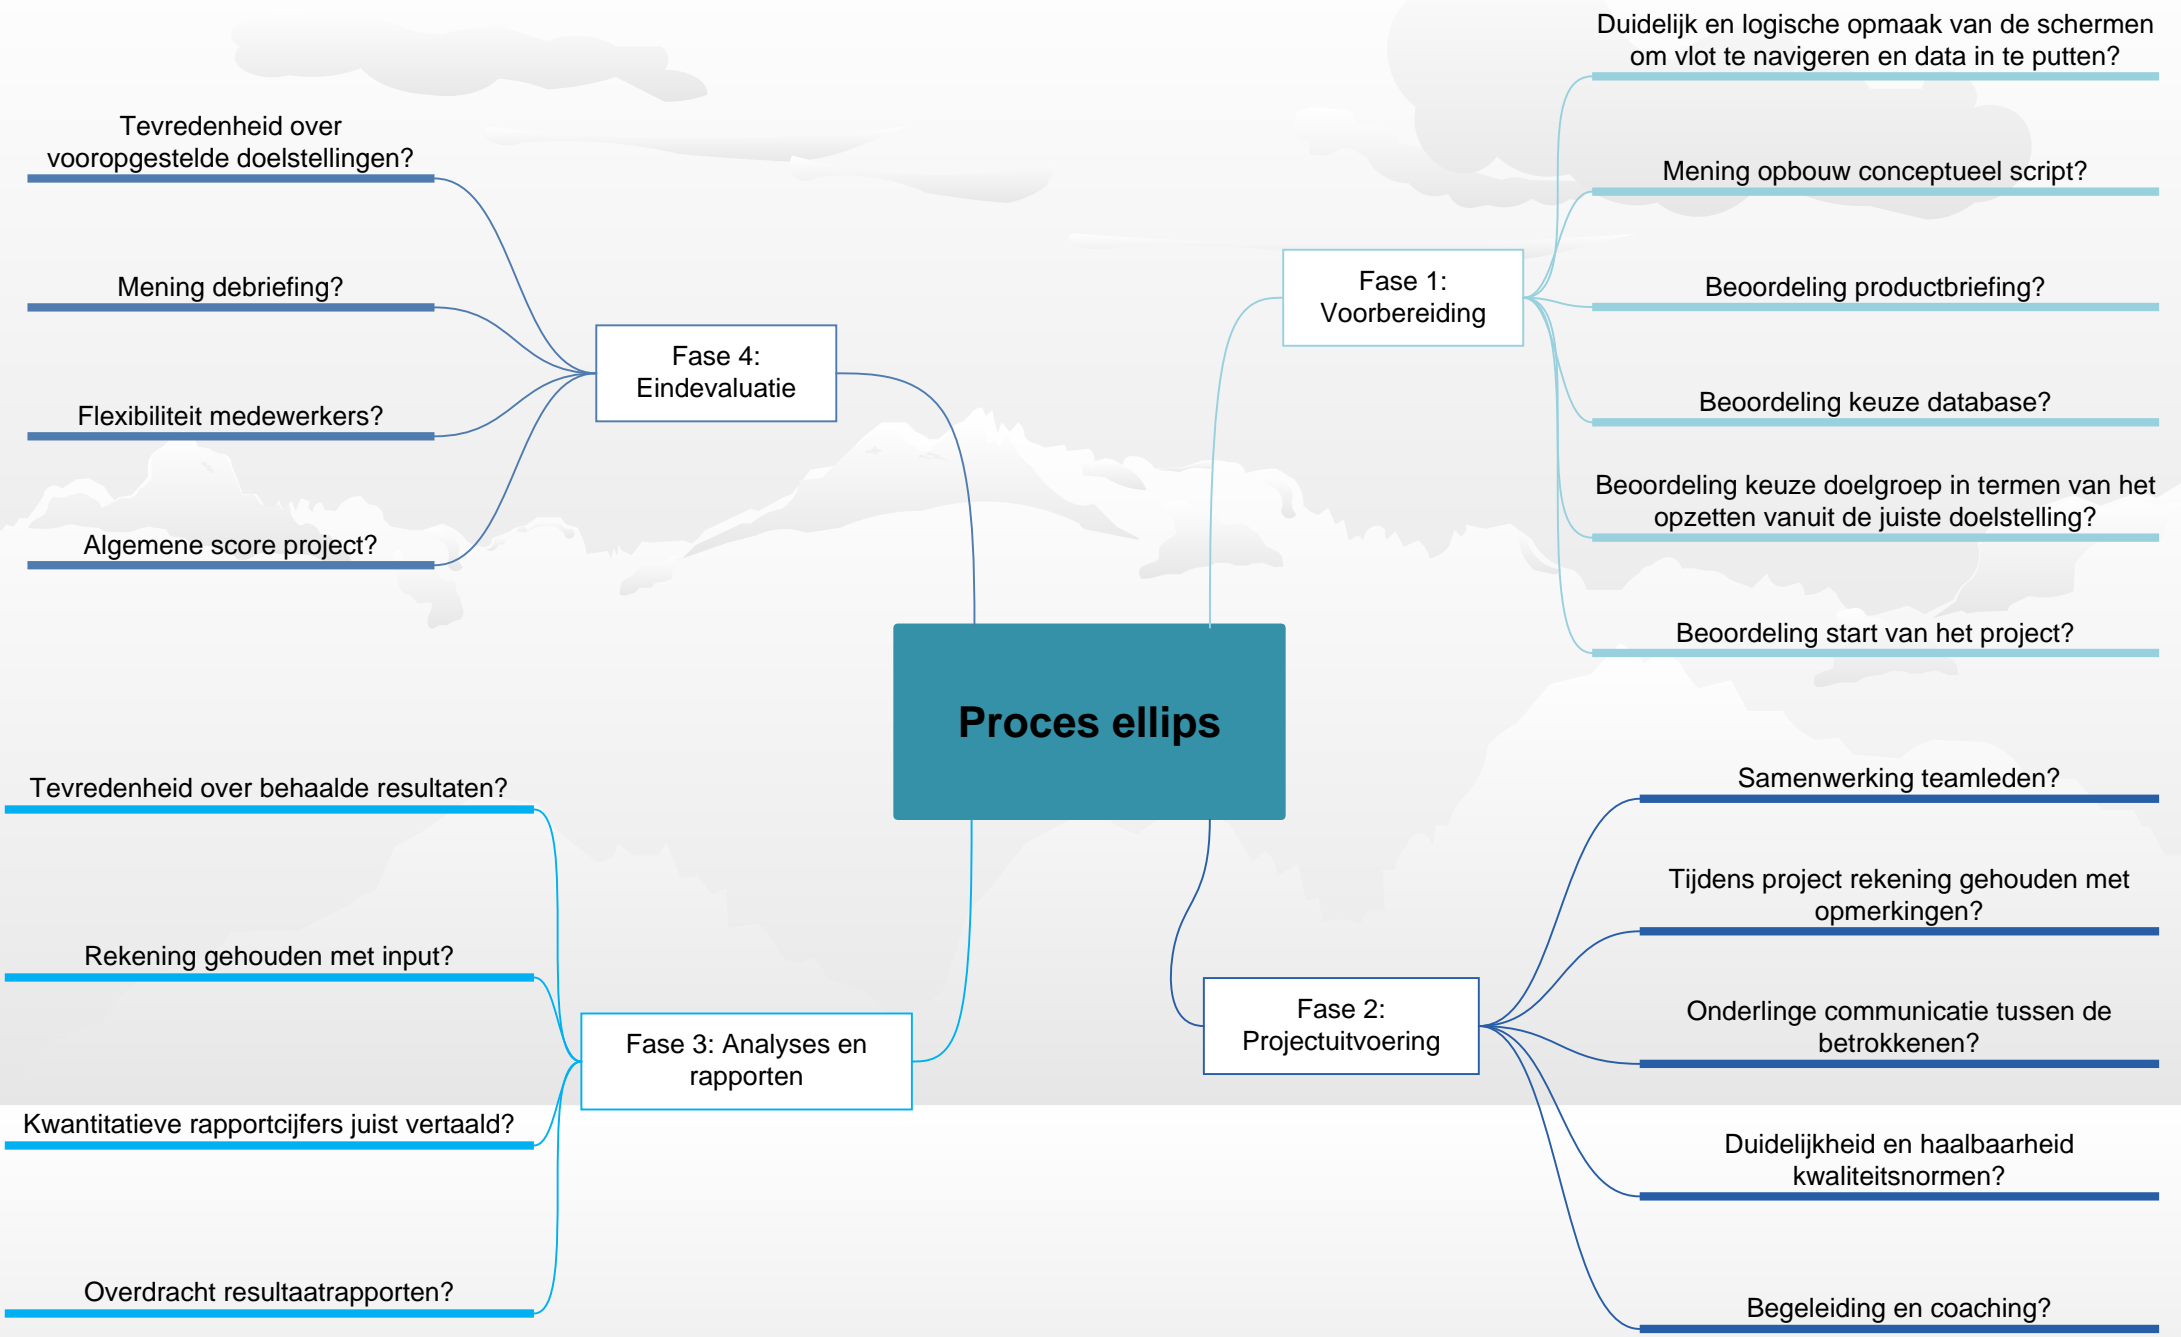 Proces ellips
Fase 1:
Voorbereiding
Duidelijk en logische opmaak van de schermen
om vlot te navigeren en data in te putten?
Mening opbouw conceptueel script?
Beoordeling productbriefing?
Beoordeling keuze database?
Beoordeling keuze doelgroep in termen van het
opzetten vanuit de juiste doelstelling?
Beoordeling start van het project?
Fase 2:
Projectuitvoering
Samenwerking teamleden?
Tijdens project rekening gehouden met
opmerkingen?
Onderlinge communicatie tussen de
betrokkenen?
Duidelijkheid en haalbaarheid
kwaliteitsnormen?
Begeleiding en coaching?
Fase 3: Analyses en
rapporten
Tevredenheid over behaalde resultaten?
Rekening gehouden met input?
Kwantitatieve rapportcijfers juist vertaald?
Overdracht resultaatrapporten?
Fase 4:
Eindevaluatie
Tevredenheid over
vooropgestelde doelstellingen?
Mening debriefing?
Flexibiliteit medewerkers?
Algemene score project?